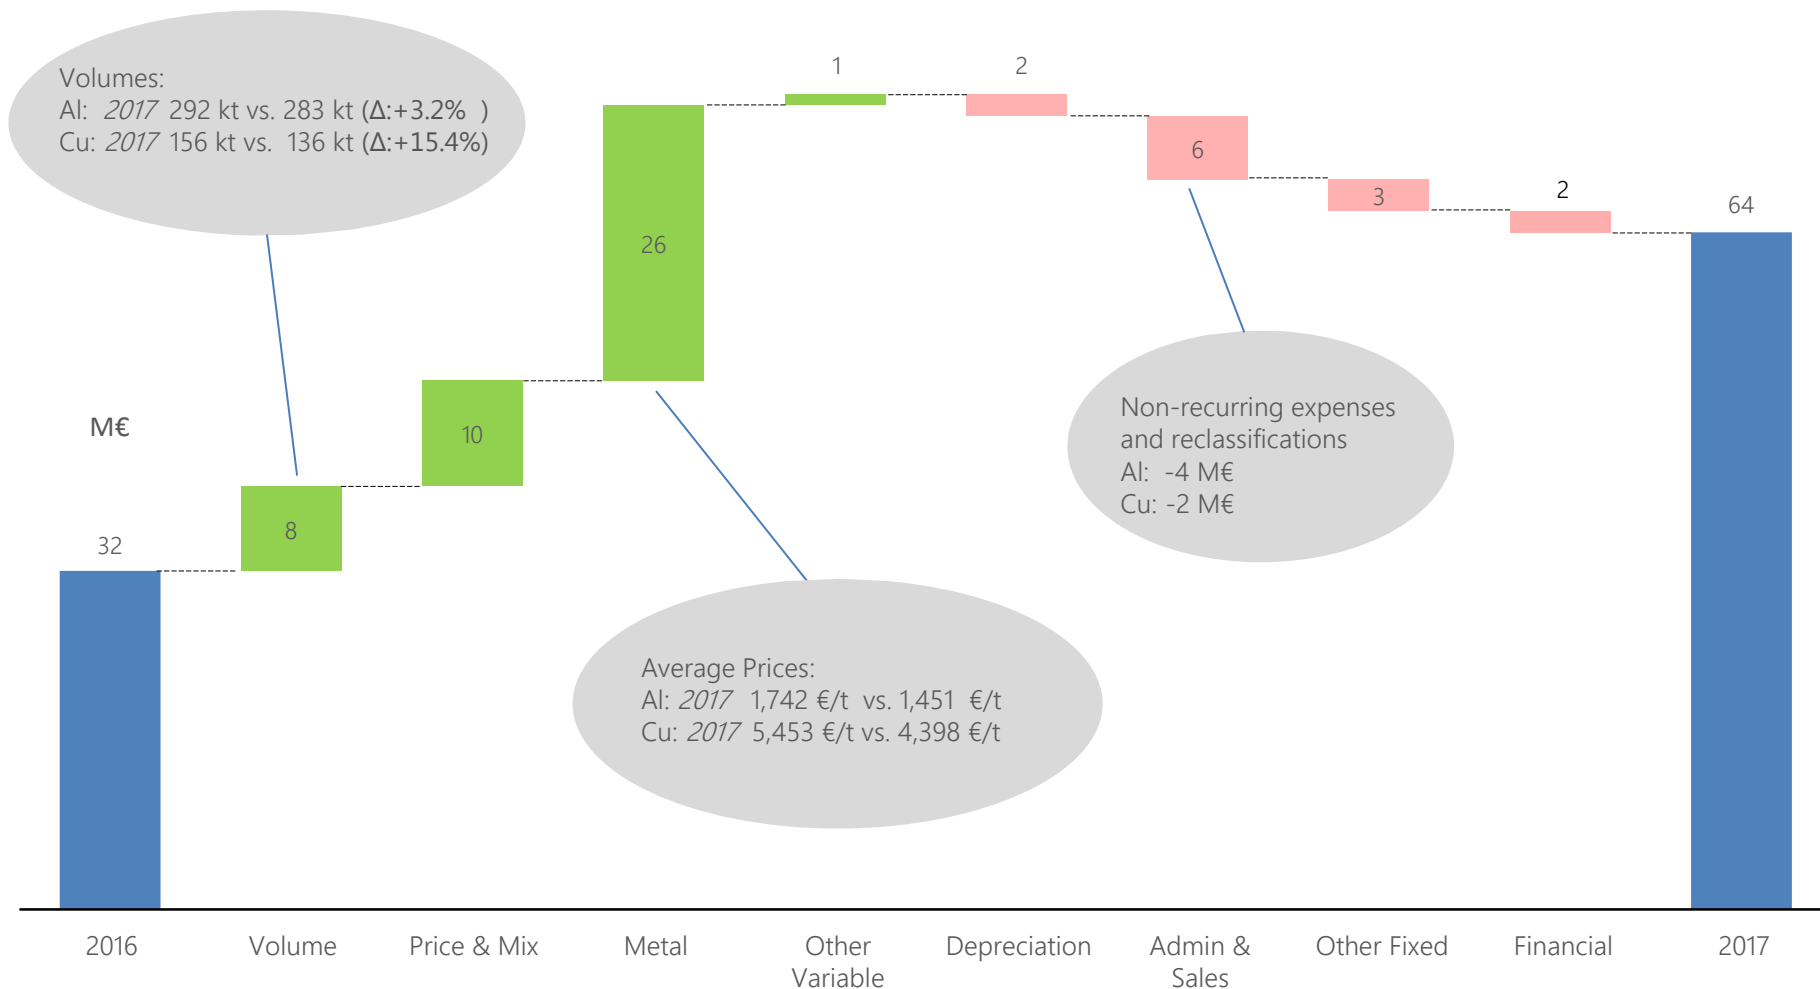 Volumes:
Al: 2017 292 kt vs. 283 kt (Δ:+3.2% )
Cu: 2017 156 kt vs. 136 kt (Δ:+15.4%)
1
2
6
3
2
64
26
M€
10
8
32
Non-recurring expenses
and reclassifications
Al: -4 M€
Cu: -2 M€
Average Prices:
Al: 2017 1,742 €/t vs. 1,451 €/t
Cu: 2017 5,453 €/t vs. 4,398 €/t
2016
Volume
Price & Mix
Metal
Other
Variable
Depreciation
Admin &
Sales
Other Fixed
Financial
2017